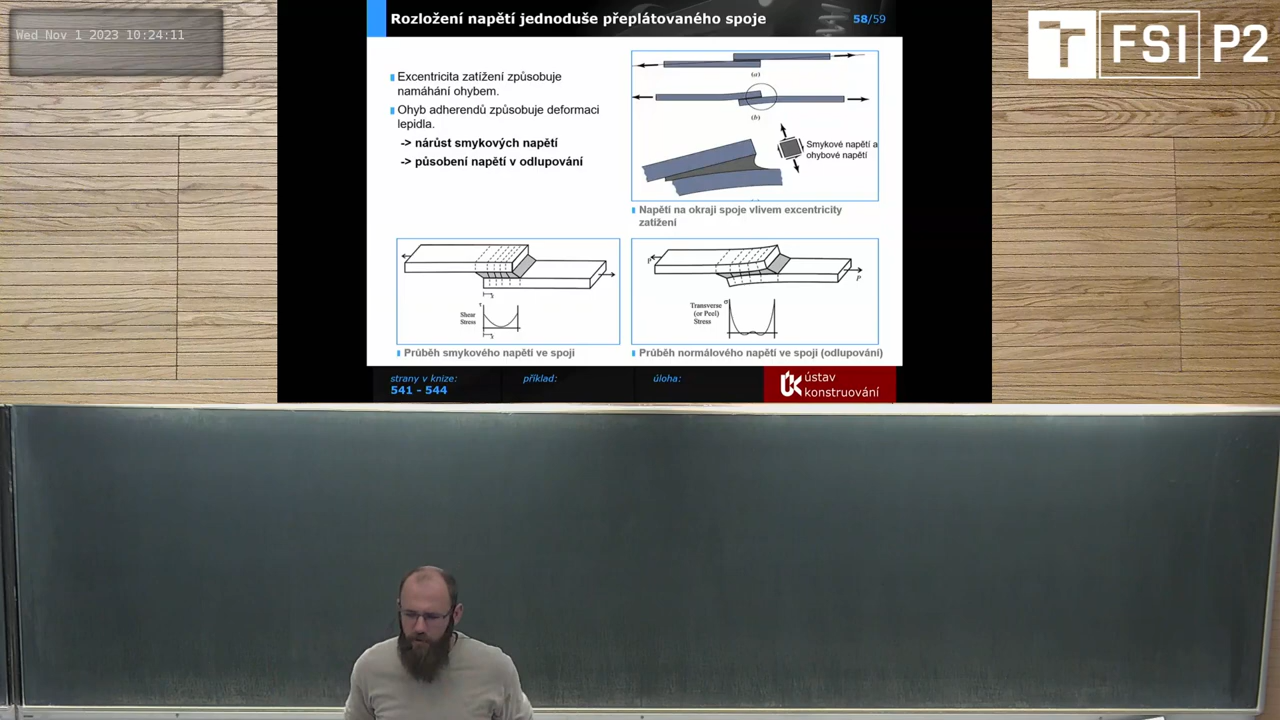 Wed Nov 1 2023 10:24:11
Rozložení napětí jednoduše přeplátovaného spoje
58/59
FSI P2
Excentricita zatížení způsobuje
namáhání ohybem.
Ohyb adherendů způsobuje deformaci
lepidla.
-> nárůst smykových napětí
-> působení napětí v odlupování
(a)
(b)
Smykové napětí a
ohybové napětí
Napětí na okraji spoje vlivem excentricity
zatížení
Shear
Stress
τ
Průběh smykového napětí ve spoji
P
P
Transverse
(or Peel)
Stress
σ
Průběh normálového napětí ve spoji (odlupování)
strany v knize:
541 - 544
příklad:
úloha:
ústav
konstruování